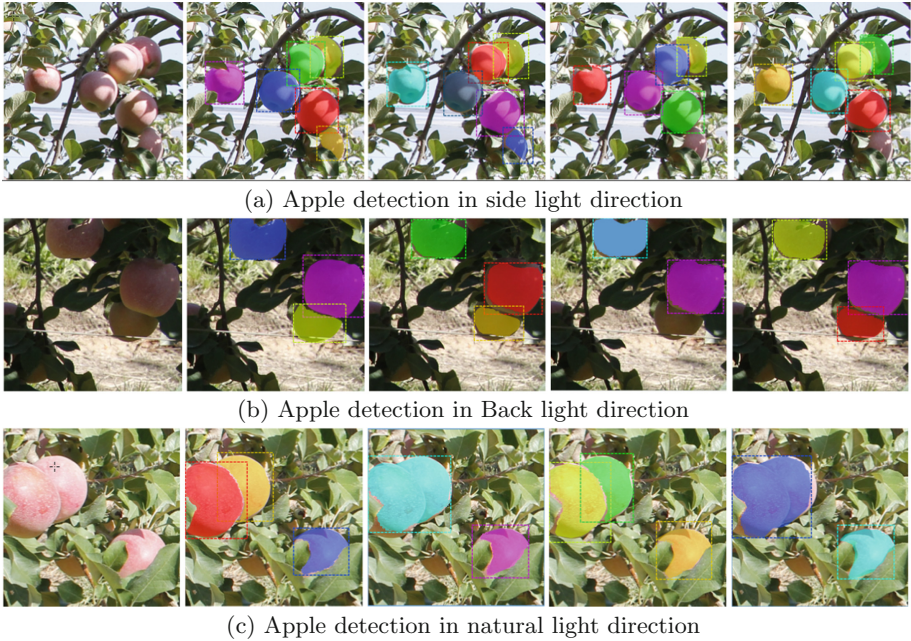 (a) Apple detection in side light direction
(b) Apple detection in Back light direction
(c) Apple detection in natural light direction